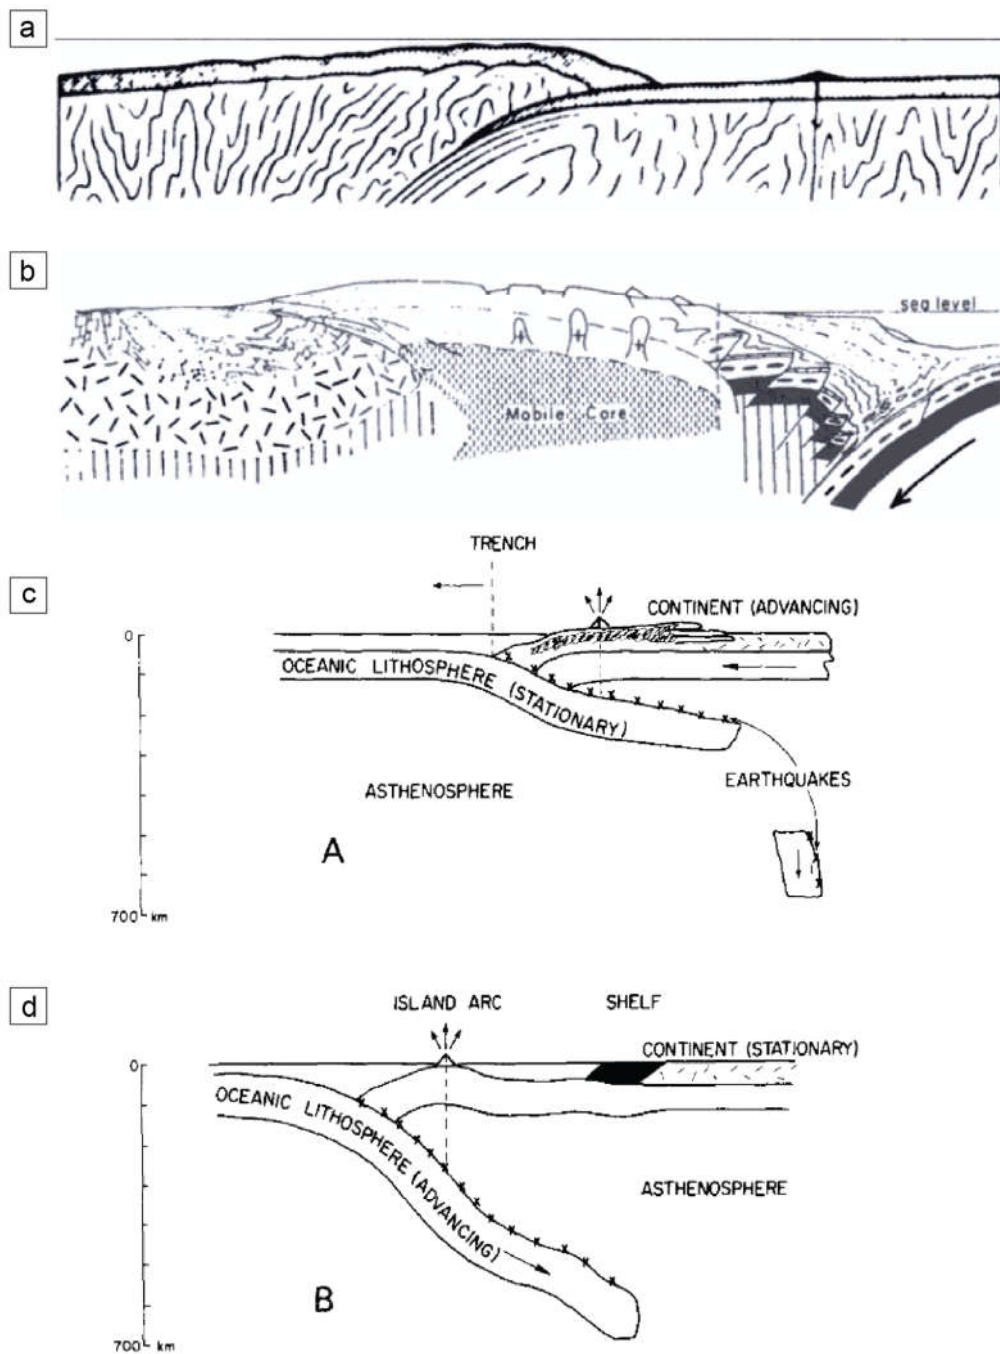 a
b
sea level
Mobile Core
TRENCH
c
CONTINENT (ADVANCING)
0
OCEANIC LITHOSPHERE (STATIONARY)
EARTHQUAKES
ASTHENOSPHERE
A
700 km
d
ISLAND ARC
SHELF
CONTINENT (STATIONARY)
0
OCEANIC LITHOSPHERE (ADVANCING)
ASTHENOSPHERE
B
700 km